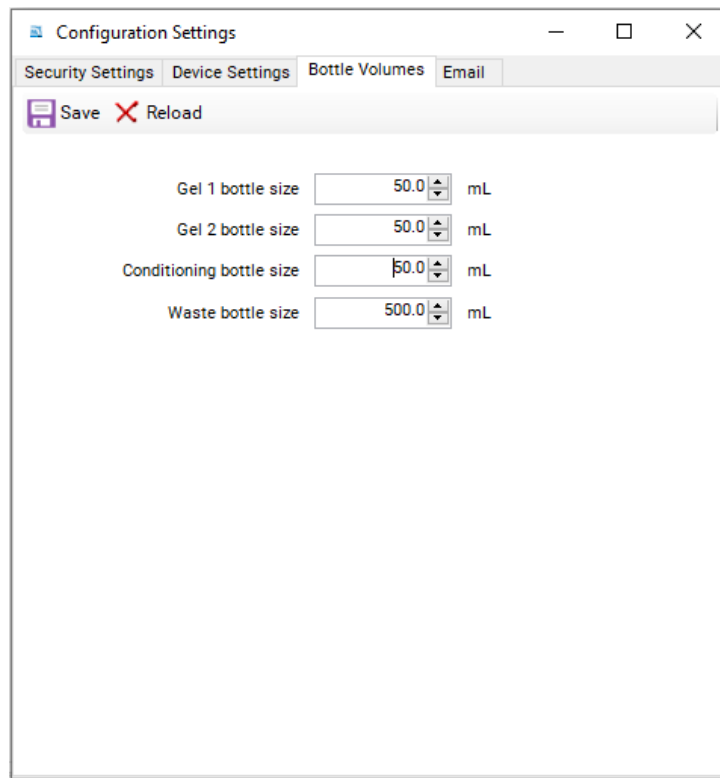 Configuration Settings
Security Settings Device Settings Bottle Volumes Email
Save Reload
Gel 1 bottle size 50.0 mL
Gel 2 bottle size 50.0 mL
Conditioning bottle size 50.0 mL
Waste bottle size 500.0 mL